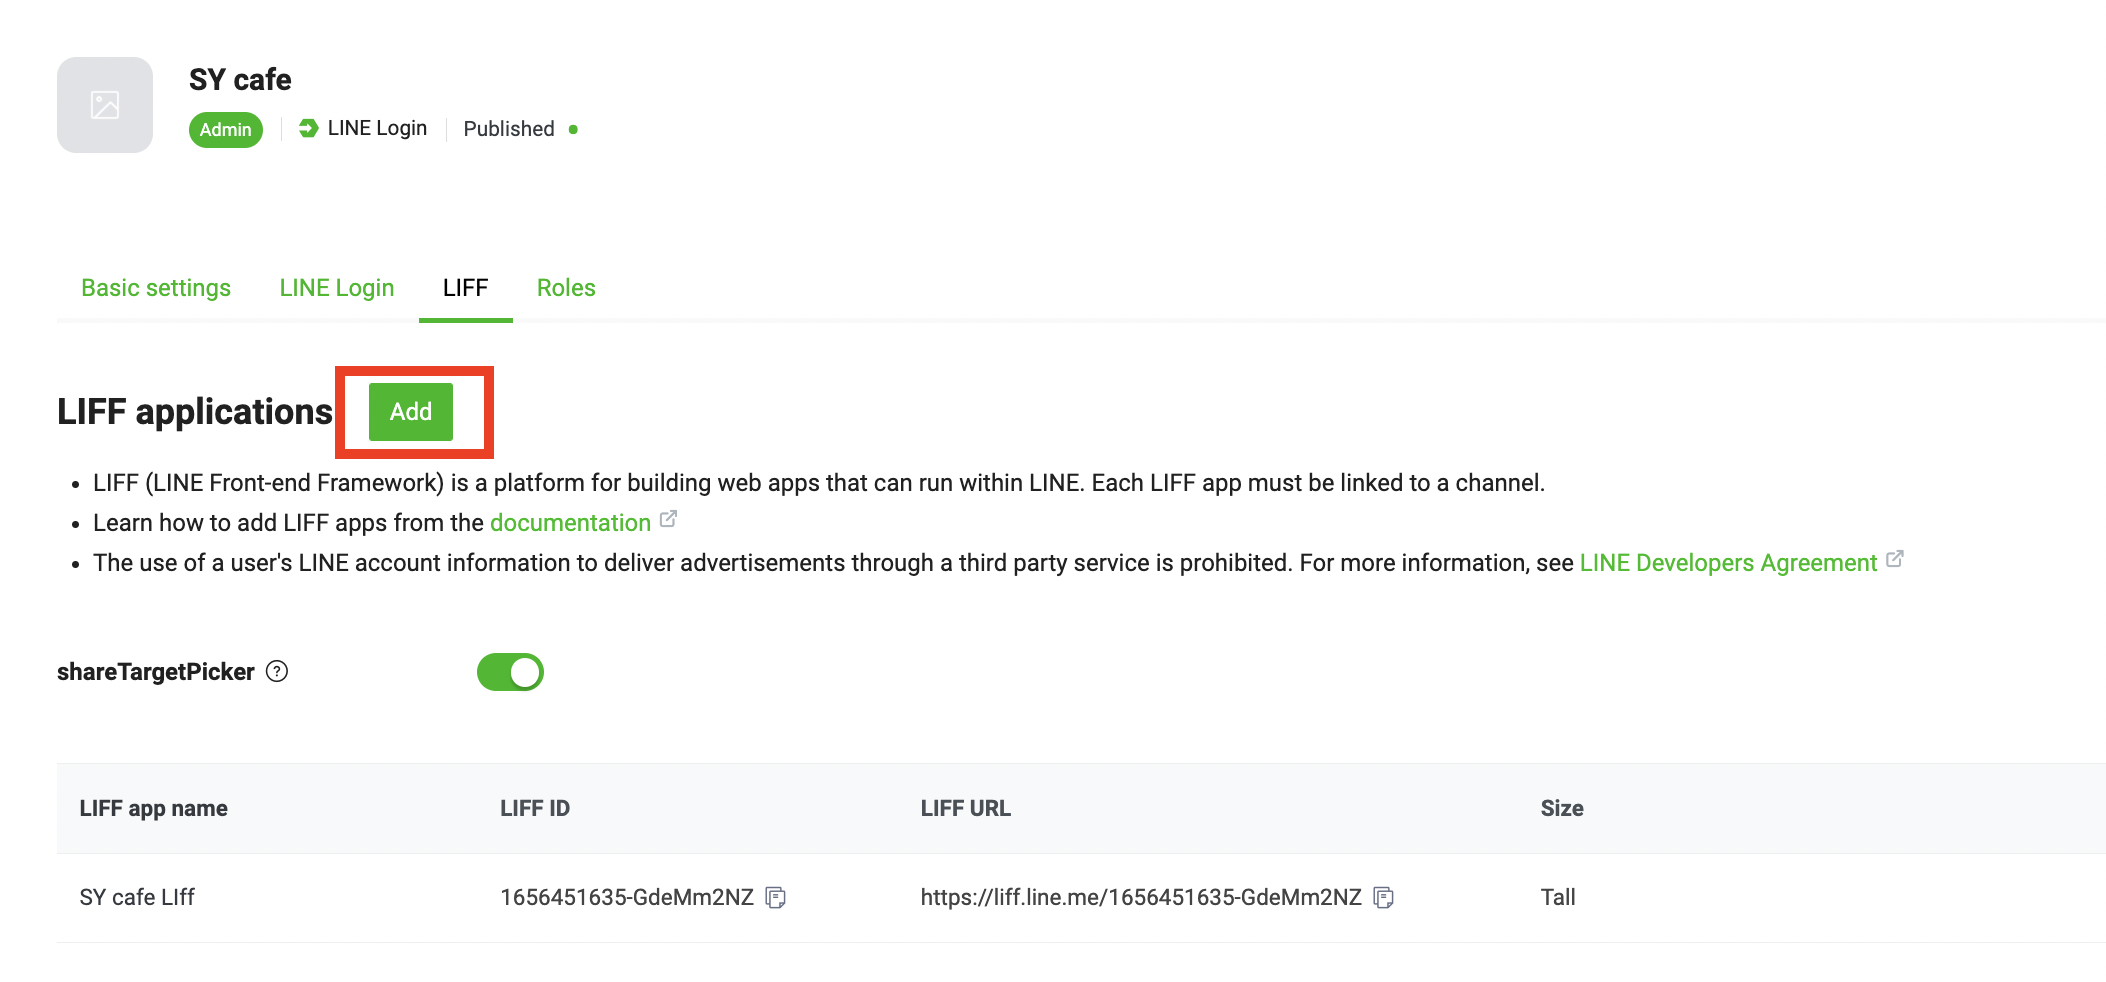 SY cafe
Admin LINE Login Published
Basic settings LINE Login LIFF Roles
LIFF applications Add
• LIFF (LINE Front-end Framework) is a platform for building web apps that can run within LINE. Each LIFF app must be linked to a channel.
• Learn how to add LIFF apps from the documentation
• The use of a user's LINE account information to deliver advertisements through a third party service is prohibited. For more information, see LINE Developers Agreement
shareTargetPicker ?
LIFF app name LIFF ID LIFF URL Size
SY cafe LIff 1656451635-GdeMm2NZ https://liff.line.me/1656451635-GdeMm2NZ Tall